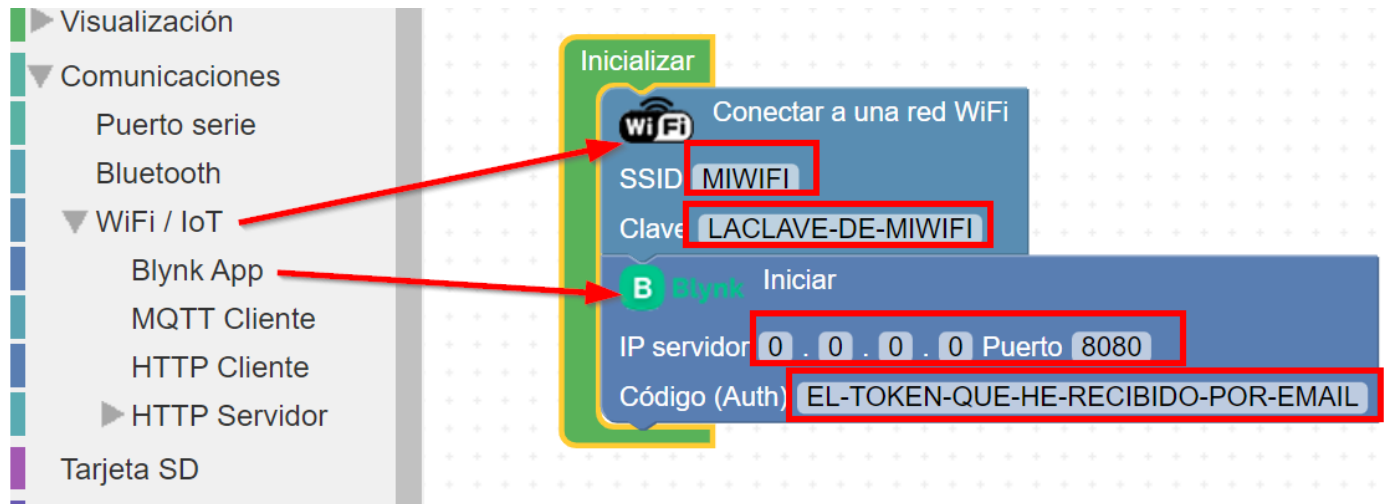 Visualización
Comunicaciones
Puerto serie
Bluetooth
WiFi / IoT
Blynk App
MQTT Cliente
HTTP Cliente
HTTP Servidor
Tarjeta SD
Inicializar
WiFi Conectar a una red WiFi
SSID MIWIFI
Clave LACLAVE-DE-MIWIFI
B Blynk Iniciar
IP servidor 0 . 0 . 0 . 0 Puerto 8080
Código (Auth) EL-TOKEN-QUE-HE-RECIBIDO-POR-EMAIL